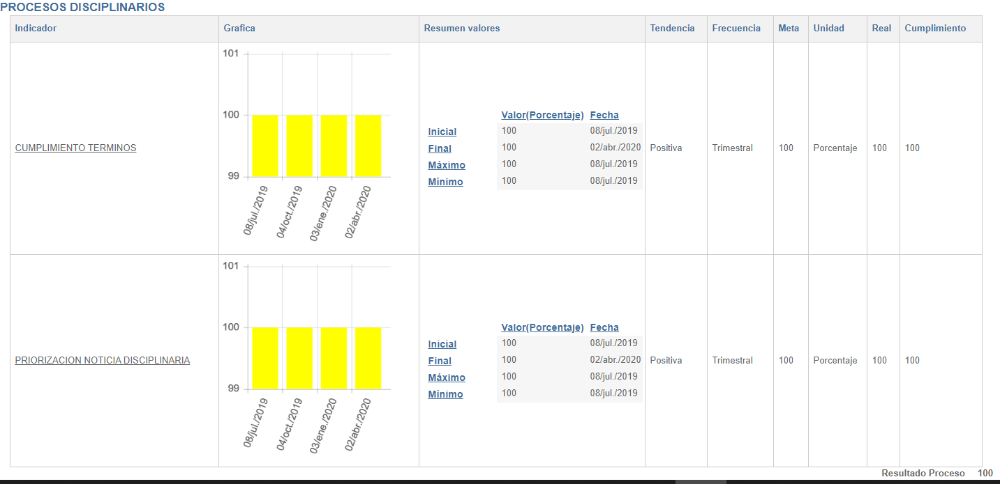 PROCESOS DISCIPLINARIOS
Indicador Grafica Resumen valores Tendencia Frecuencia Meta Unidad Real Cumplimiento
CUMPLIMIENTO TERMINOS
101
100
99
08/jul./2019 04/oct./2019 03/ene./2020 02/abr./2020
Valor(Porcentaje) Fecha
Inicial 100 08/jul./2019
Final 100 02/abr./2020
Máximo 100 08/jul./2019
Mínimo 100 08/jul./2019
Positiva Trimestral 100 Porcentaje 100 100
PRIORIZACION NOTICIA DISCIPLINARIA
101
100
99
08/jul./2019 04/oct./2019 03/ene./2020 02/abr./2020
Valor(Porcentaje) Fecha
Inicial 100 08/jul./2019
Final 100 02/abr./2020
Máximo 100 08/jul./2019
Mínimo 100 08/jul./2019
Positiva Trimestral 100 Porcentaje 100 100
Resultado Proceso 100